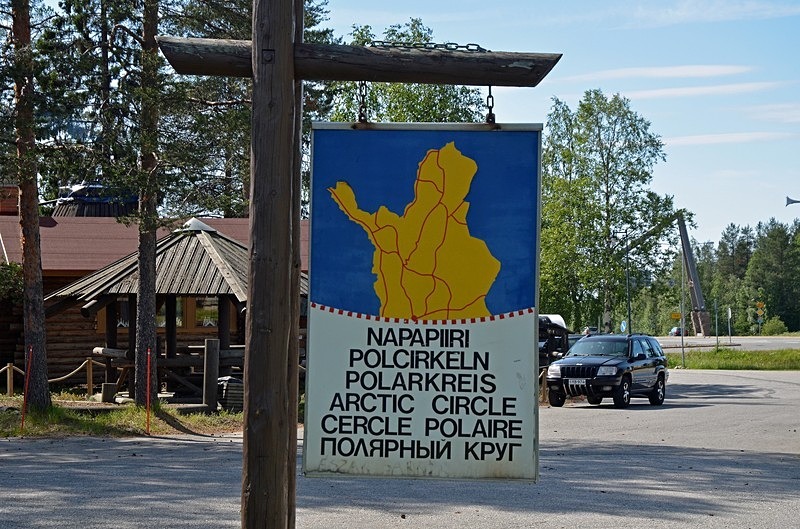 NAPAPIIRI
POLCIRKELN
POLARKREIS
ARCTIC CIRCLE
CERCLE POLAIRE
ПОЛЯРНЫЙ КРУГ